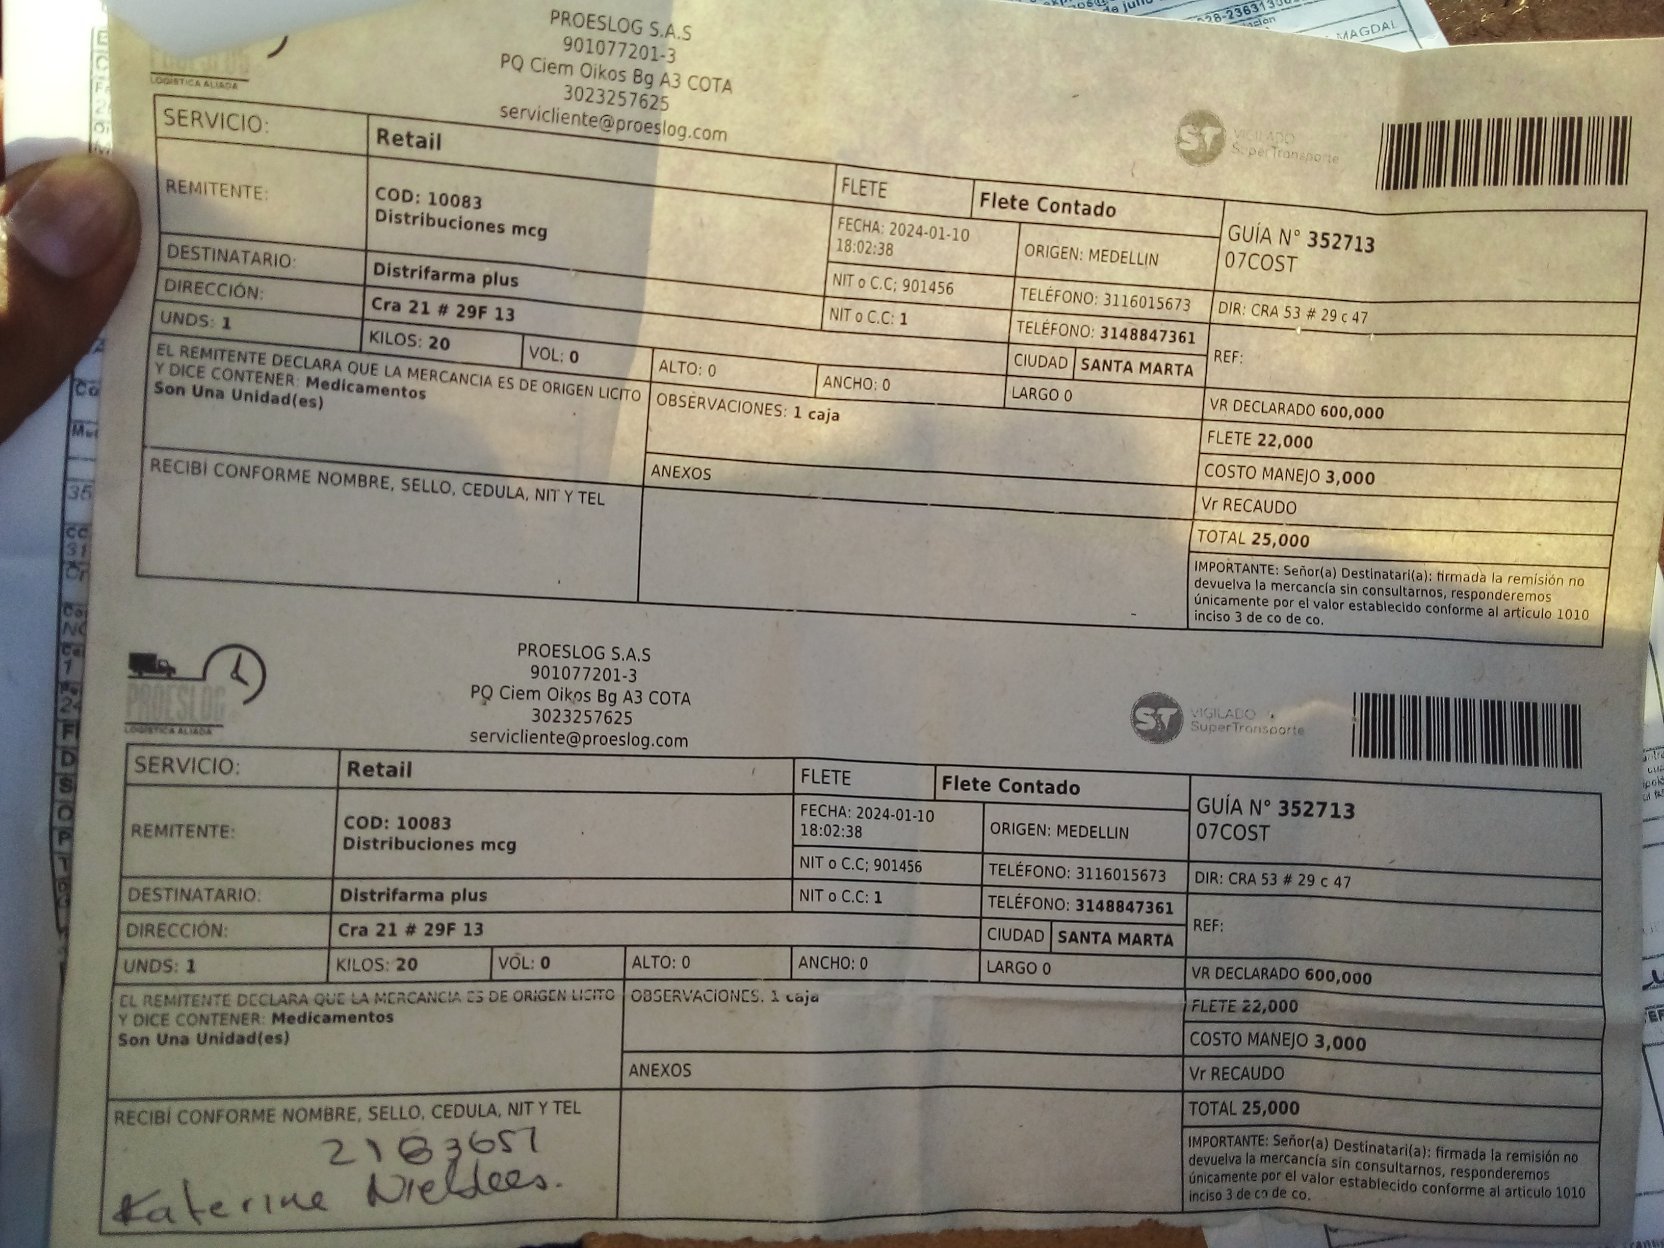 PROESLOG S.A.S
901077201-3
PQ Ciem Oikos Bg A3 COTA
3023257625
servicliente@proeslog.com
LOGISTICA ALIADA
ST VIGILADO
SuperTransporte
SERVICIO: Retail
FLETE Flete Contado
REMITENTE: COD: 10083
Distribuciones mcg
FECHA: 2024-01-10
18:02:38
ORIGEN: MEDELLIN
GUÍA N° 352713
07COST
NIT o C.C; 901456
TELÉFONO: 3116015673
DIR: CRA 53 # 29 c 47
DESTINATARIO: Distrifarma plus
NIT o C.C: 1
TELÉFONO: 3148847361
REF:
DIRECCIÓN: Cra 21 # 29F 13
CIUDAD SANTA MARTA
UNDS: 1 KILOS: 20 VOL: 0 ALTO: 0 ANCHO: 0 LARGO 0
VR DECLARADO 600,000
EL REMITENTE DECLARA QUE LA MERCANCIA ES DE ORIGEN LICITO
Y DICE CONTENER: Medicamentos
Son Una Unidad(es)
OBSERVACIONES: 1 caja
FLETE 22,000
COSTO MANEJO 3,000
ANEXOS
Vr RECAUDO
RECIBÍ CONFORME NOMBRE, SELLO, CEDULA, NIT Y TEL
TOTAL 25,000
IMPORTANTE: Señor(a) Destinatari(a): firmada la remisión no
devuelva la mercancía sin consultarnos, responderemos
únicamente por el valor establecido conforme al articulo 1010
inciso 3 de co de co.
PROESLOG
LOGISTICA ALIADA
PROESLOG S.A.S
901077201-3
PQ Ciem Oikos Bg A3 COTA
3023257625
servicliente@proeslog.com
ST VIGILADO
SuperTransporte
SERVICIO: Retail
FLETE Flete Contado
REMITENTE: COD: 10083
Distribuciones mcg
FECHA: 2024-01-10
18:02:38
ORIGEN: MEDELLIN
GUÍA N° 352713
07COST
NIT o C.C; 901456
TELÉFONO: 3116015673
DIR: CRA 53 # 29 c 47
DESTINATARIO: Distrifarma plus
NIT o C.C: 1
TELÉFONO: 3148847361
REF:
DIRECCIÓN: Cra 21 # 29F 13
CIUDAD SANTA MARTA
UNDS: 1 KILOS: 20 VOL: 0 ALTO: 0 ANCHO: 0 LARGO 0
VR DECLARADO 600,000
EL REMITENTE DECLARA QUE LA MERCANCIA ES DE ORIGEN LICITO
Y DICE CONTENER: Medicamentos
Son Una Unidad(es)
OBSERVACIONES. 1 caja
FLETE 22,000
COSTO MANEJO 3,000
ANEXOS
Vr RECAUDO
RECIBÍ CONFORME NOMBRE, SELLO, CEDULA, NIT Y TEL
2183657
Katerine
TOTAL 25,000
IMPORTANTE: Señor(a) Destinatari(a): firmada la remisión no
devuelva la mercancía sin consultarnos, responderemos
únicamente por el valor establecido conforme al articulo 1010
inciso 3 de co de co.